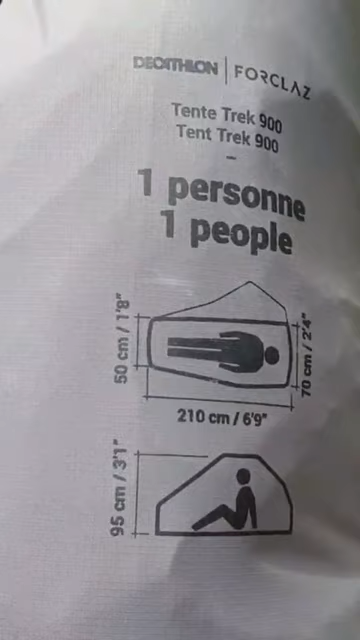 DECATHLON | FORCLAZ
Tente Trek 900
Tent Trek 900
–
1 personne
1 people
50 cm / 1'8"
70 cm / 2'4"
210 cm / 6'9"
95 cm / 3'1"